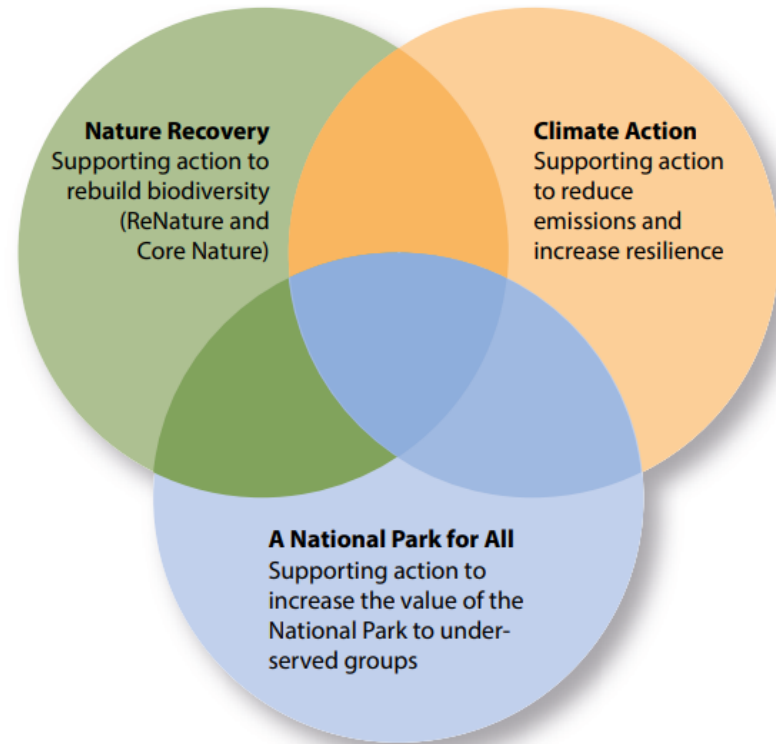 Nature Recovery
Supporting action to
rebuild biodiversity
(ReNature and
Core Nature)
Climate Action
Supporting action
to reduce
emissions and
increase resilience
A National Park for All
Supporting action to
increase the value of the
National Park to under-
served groups